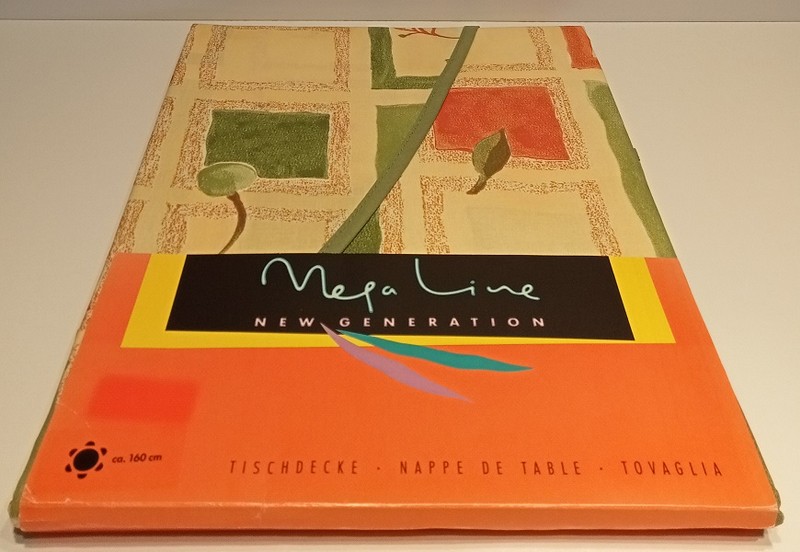 Mega Line
NEW GENERATION
ca. 160 cm
TISCHDECKE · NAPPE DE TABLE · TOVAGLIA